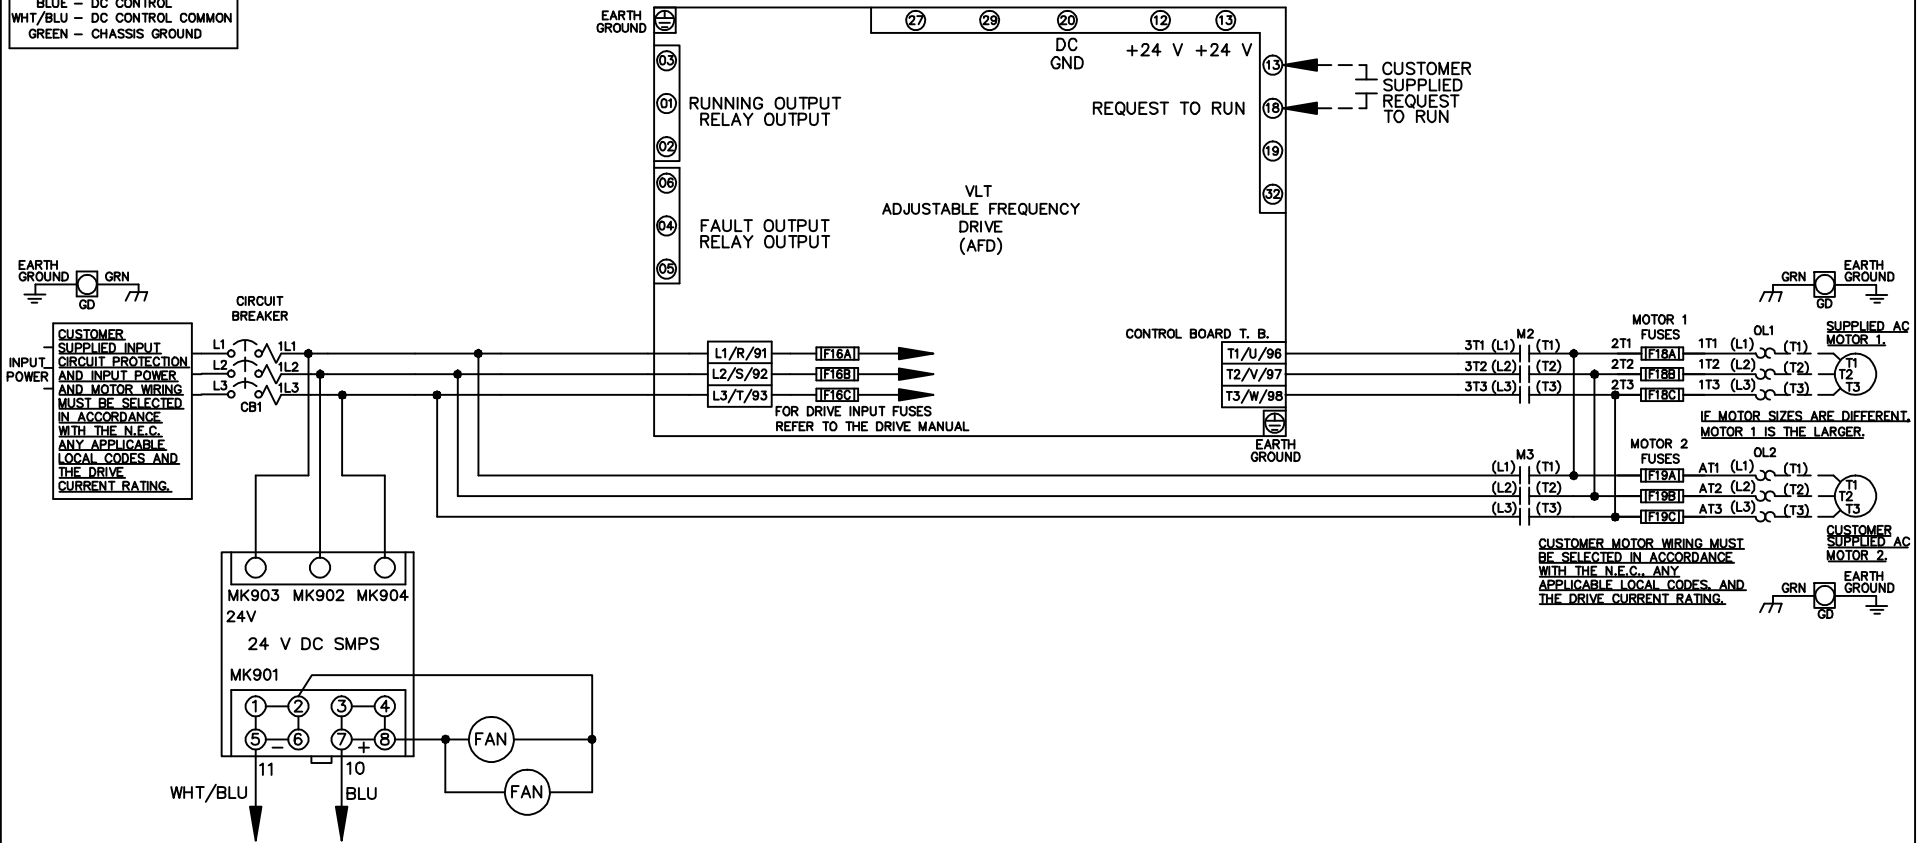 BLUE – DC CONTROL
WHT/BLU – DC CONTROL COMMON
GREEN – CHASSIS GROUND
EARTH
GROUND
27 29 20 12 13
DC
GND
+24 V +24 V
03
01
02
RUNNING OUTPUT
RELAY OUTPUT
06
04
05
FAULT OUTPUT
RELAY OUTPUT
REQUEST TO RUN
13
18
19
32
CUSTOMER
SUPPLIED
REQUEST
TO RUN
VLT
ADJUSTABLE FREQUENCY
DRIVE
(AFD)
EARTH
GROUND
GRN
GD
CIRCUIT
BREAKER
INPUT
POWER
CUSTOMER
SUPPLIED INPUT
CIRCUIT PROTECTION
AND INPUT POWER
AND MOTOR WIRING
MUST BE SELECTED
IN ACCORDANCE
WITH THE N.E.C.
ANY APPLICABLE
LOCAL CODES AND
THE DRIVE
CURRENT RATING.
L1 1L1
L2 1L2
L3 1L3
CB1
L1/R/91 F16A
L2/S/92 F16B
L3/T/93 F16C
FOR DRIVE INPUT FUSES
REFER TO THE DRIVE MANUAL
CONTROL BOARD T. B.
T1/U/96
T2/V/97
T3/W/98
EARTH
GROUND
M2
3T1 (L1) (T1) 2T1
3T2 (L2) (T2) 2T2
3T3 (L3) (T3) 2T3
MOTOR 1
FUSES
F18A 1T1 (L1) (T1)
F18B 1T2 (L2) (T2)
F18C 1T3 (L3) (T3)
OL1
GRN
EARTH
GROUND
GD
SUPPLIED AC
MOTOR 1.
T1
T2
T3
IF MOTOR SIZES ARE DIFFERENT,
MOTOR 1 IS THE LARGER.
M3
(L1) (T1)
(L2) (T2)
(L3) (T3)
MOTOR 2
FUSES
F19A AT1 (L1) (T1)
F19B AT2 (L2) (T2)
F19C AT3 (L3) (T3)
OL2
T1
T2
T3
CUSTOMER
SUPPLIED AC
MOTOR 2.
CUSTOMER MOTOR WIRING MUST
BE SELECTED IN ACCORDANCE
WITH THE N.E.C., ANY
APPLICABLE LOCAL CODES, AND
THE DRIVE CURRENT RATING.
GRN
EARTH
GROUND
GD
MK903 MK902 MK904
24V
24 V DC SMPS
MK901
1 2 3 4
5 – 6 7 + 8
11 10
WHT/BLU BLU
FAN
FAN